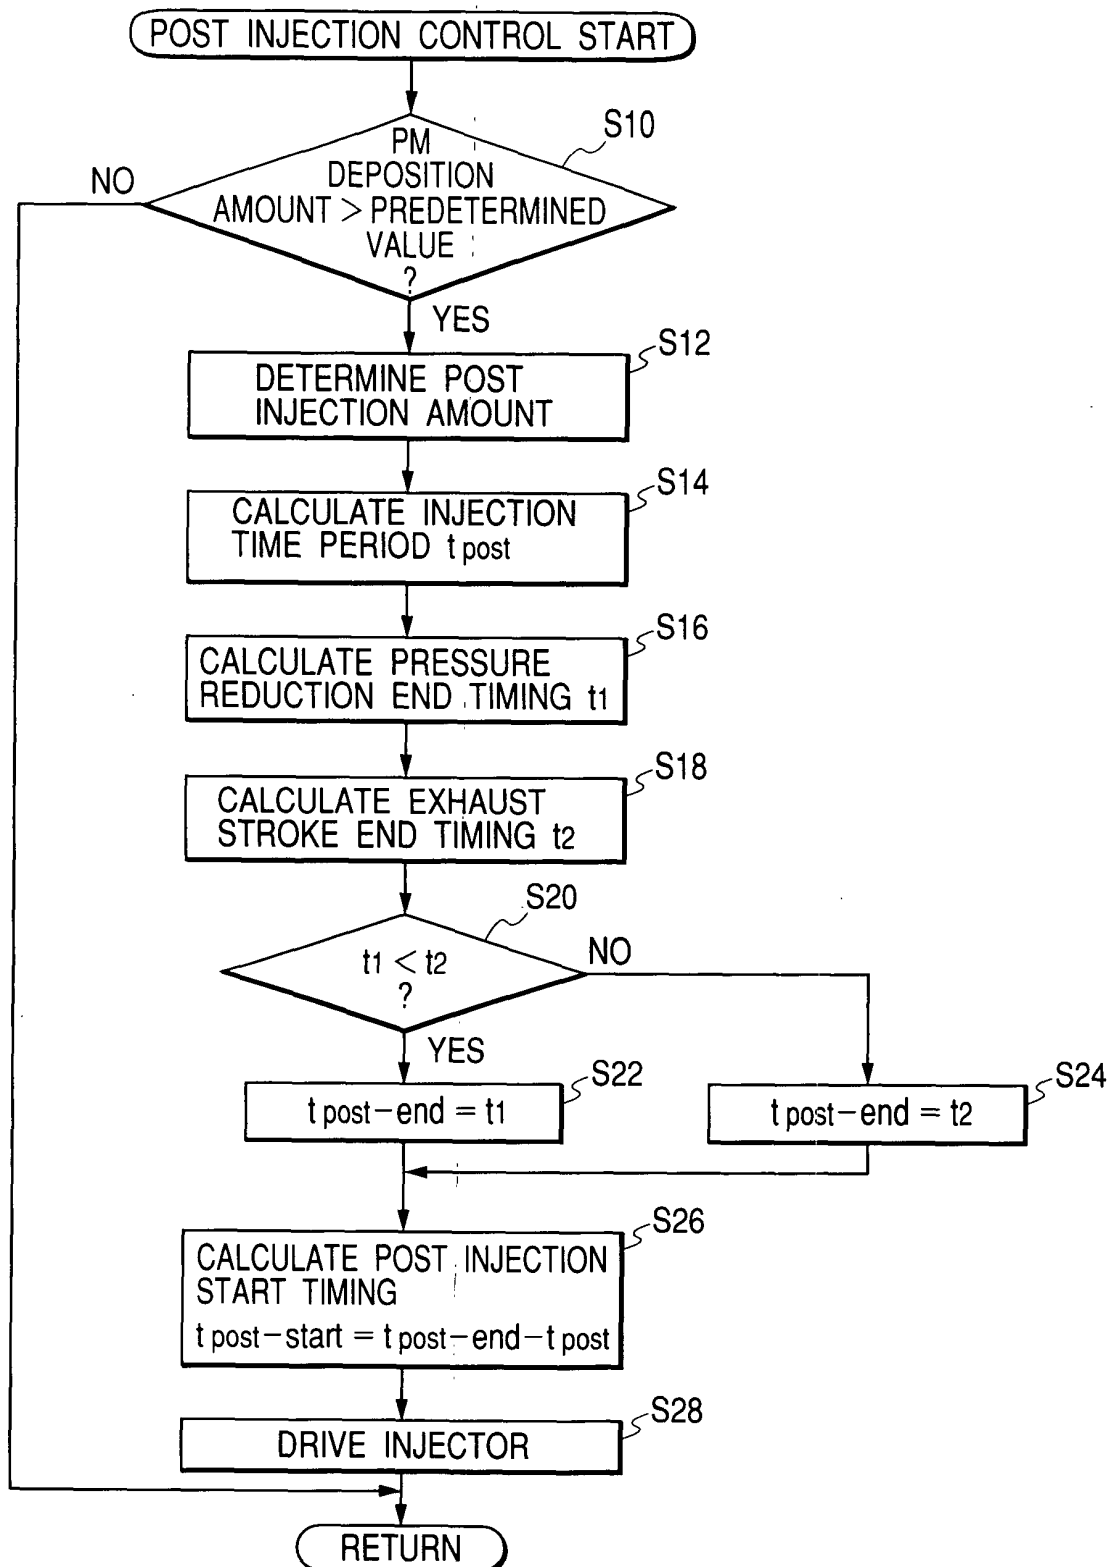 POST INJECTION CONTROL START
S10
PM
DEPOSITION
AMOUNT > PREDETERMINED
VALUE
?
NO
YES
S12
DETERMINE POST
INJECTION AMOUNT
S14
CALCULATE INJECTION
TIME PERIOD t post
S16
CALCULATE PRESSURE
REDUCTION END TIMING t1
S18
CALCULATE EXHAUST
STROKE END TIMING t2
S20
t1 < t2
?
NO
YES
S22
t post-end = t1
S24
t post-end = t2
S26
CALCULATE POST INJECTION
START TIMING
t post-start = t post-end-t post
S28
DRIVE INJECTOR
RETURN